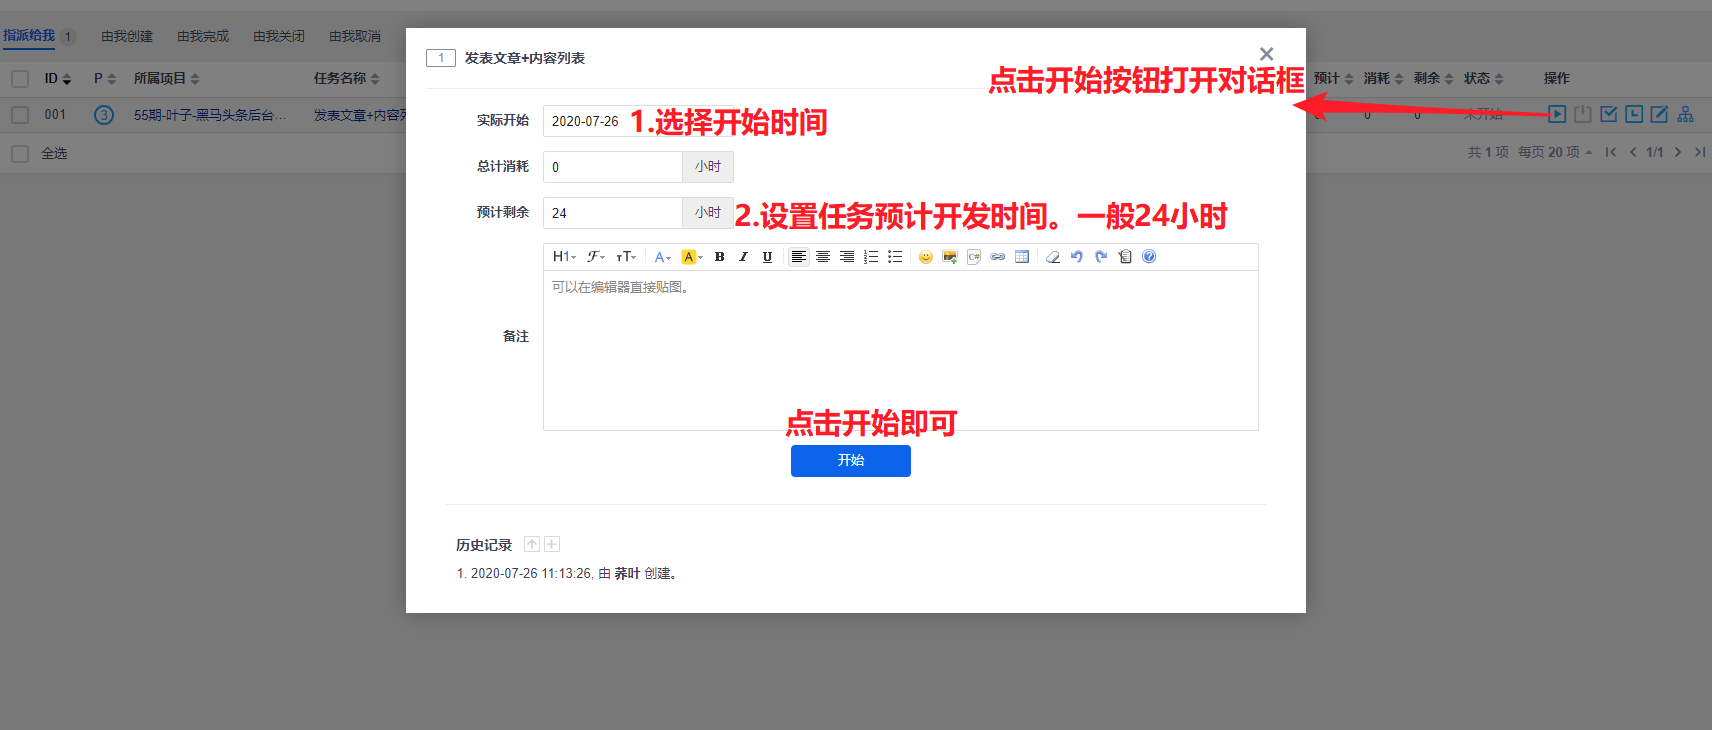 指派给我 1 由我创建 由我完成 由我关闭 由我取消
ID P 所属项目 任务名称 预计 消耗 剩余 状态 操作
001 3 55期-叶子-黑马头条后台... 发表文章+内容列 0 0 未开始
全选
共 1 项 每页 20 项 1/1
1 发表文章+内容列表
点击开始按钮打开对话框
实际开始 2020-07-26 1.选择开始时间
总计消耗 0 小时
预计剩余 24 小时 2.设置任务预计开发时间。一般24小时
H1 F TT A A B I U C#
可以在编辑器直接贴图。
备注
点击开始即可
开始
历史记录
1. 2020-07-26 11:13:26, 由 荞叶 创建。